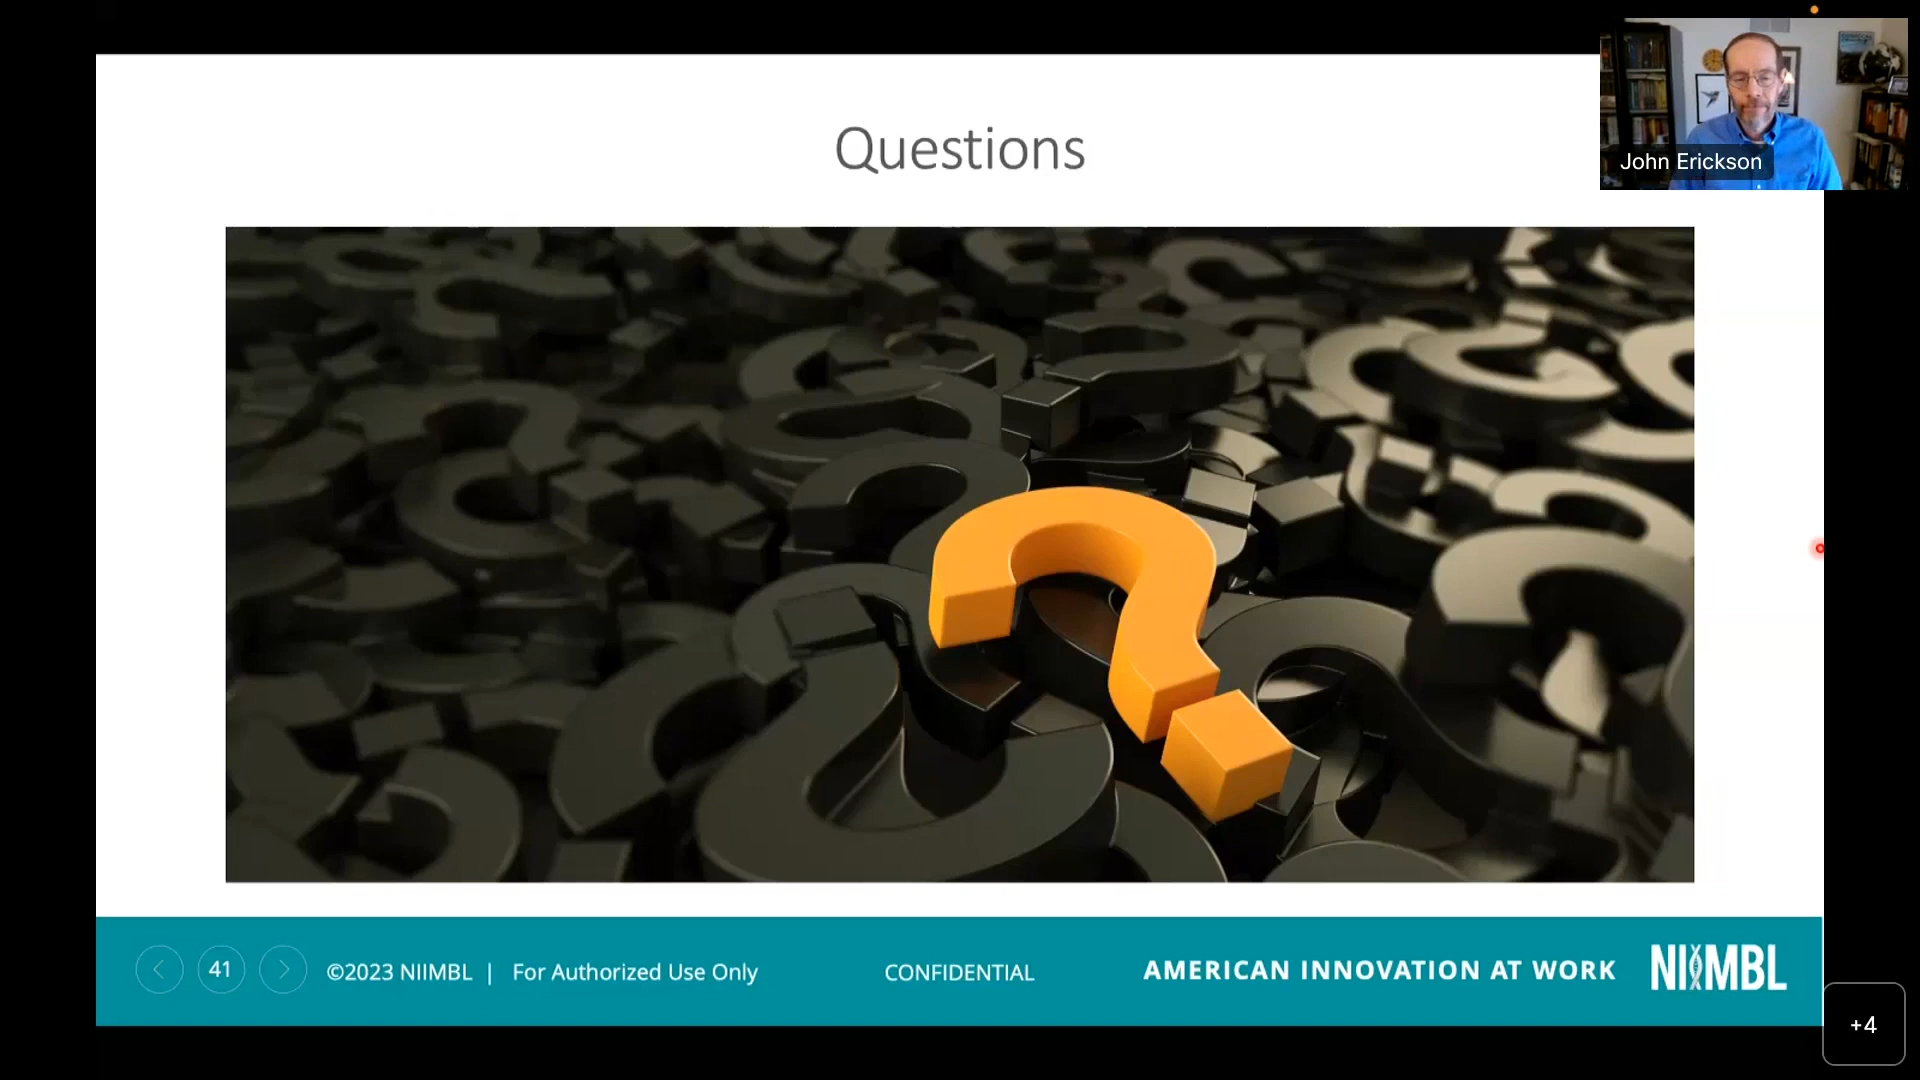 Questions
John Erickson
41
©2023 NIIMBL | For Authorized Use Only
CONFIDENTIAL
AMERICAN INNOVATION AT WORK
NIIMBL
+4